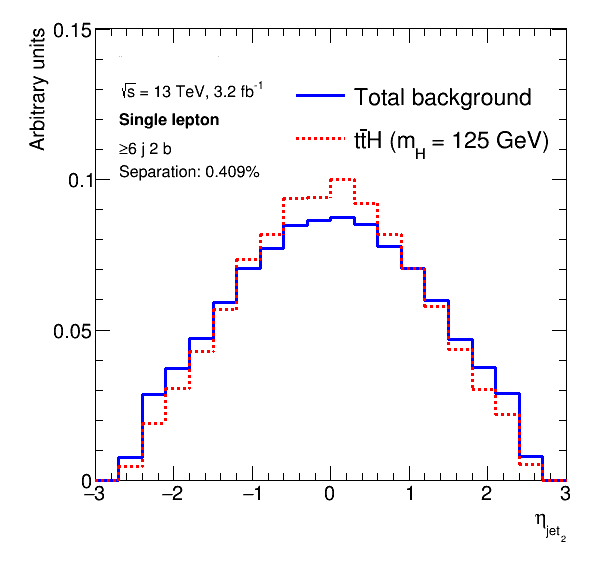 Arbitrary units
0.15
0.1
0.05
0
√s = 13 TeV, 3.2 fb⁻¹
Single lepton
≥6 j 2 b
Separation: 0.409%
Total background
tt̄H (m_H = 125 GeV)
−3 −2 −1 0 1 2 3
η_jet₂